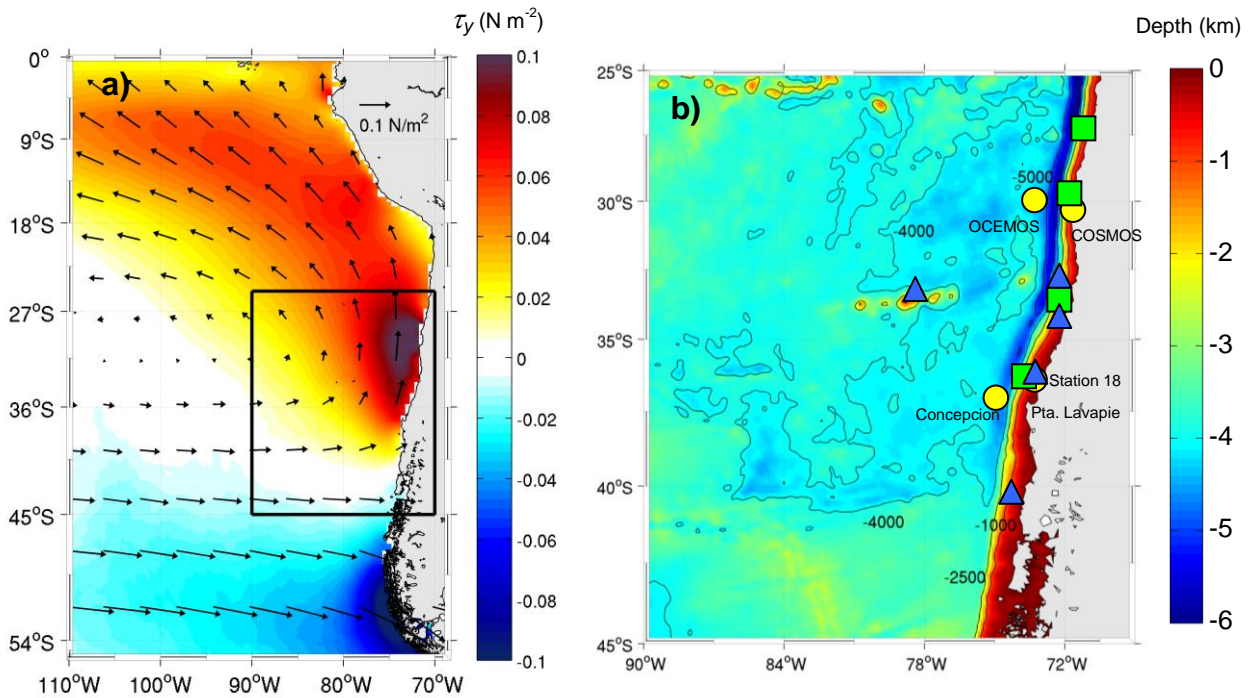 τy (N m-2)
a)
0.1 N/m2
0°
9°S
18°S
27°S
36°S
45°S
54°S
110°W
100°W
90°W
80°W
70°W
0.1
0.08
0.06
0.04
0.02
0
-0.02
-0.04
-0.06
-0.08
-0.1
Depth (km)
b)
25°S
30°S
35°S
40°S
45°S
90°W
84°W
78°W
72°W
-5000
OCEMOS
COSMOS
-4000
Station 18
Concepcion
Pta. Lavapie
-4000
-1000
-2500
0
-1
-2
-3
-4
-5
-6